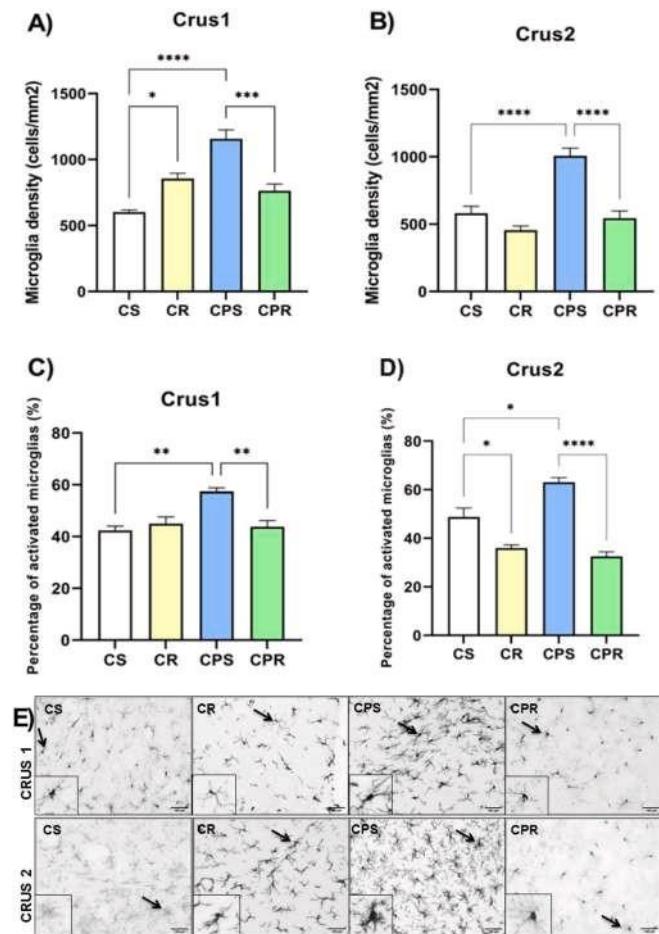 A)
Crus1
****
*
***
Microglia density (cells/mm2)
1500
1000
500
0
CS
CR
CPS
CPR
B)
Crus2
****
****
Microglia density (cells/mm2)
1500
1000
500
0
CS
CR
CPS
CPR
C)
Crus1
**
**
Percentage of activated microglias (%)
80
60
40
20
0
CS
CR
CPS
CPR
D)
Crus2
*
*
****
Percentage of activated microglias (%)
80
60
40
20
0
CS
CR
CPS
CPR
E)
CRUS 1
CS
CR
CPS
CPR
CRUS 2
CS
CR
CPS
CPR